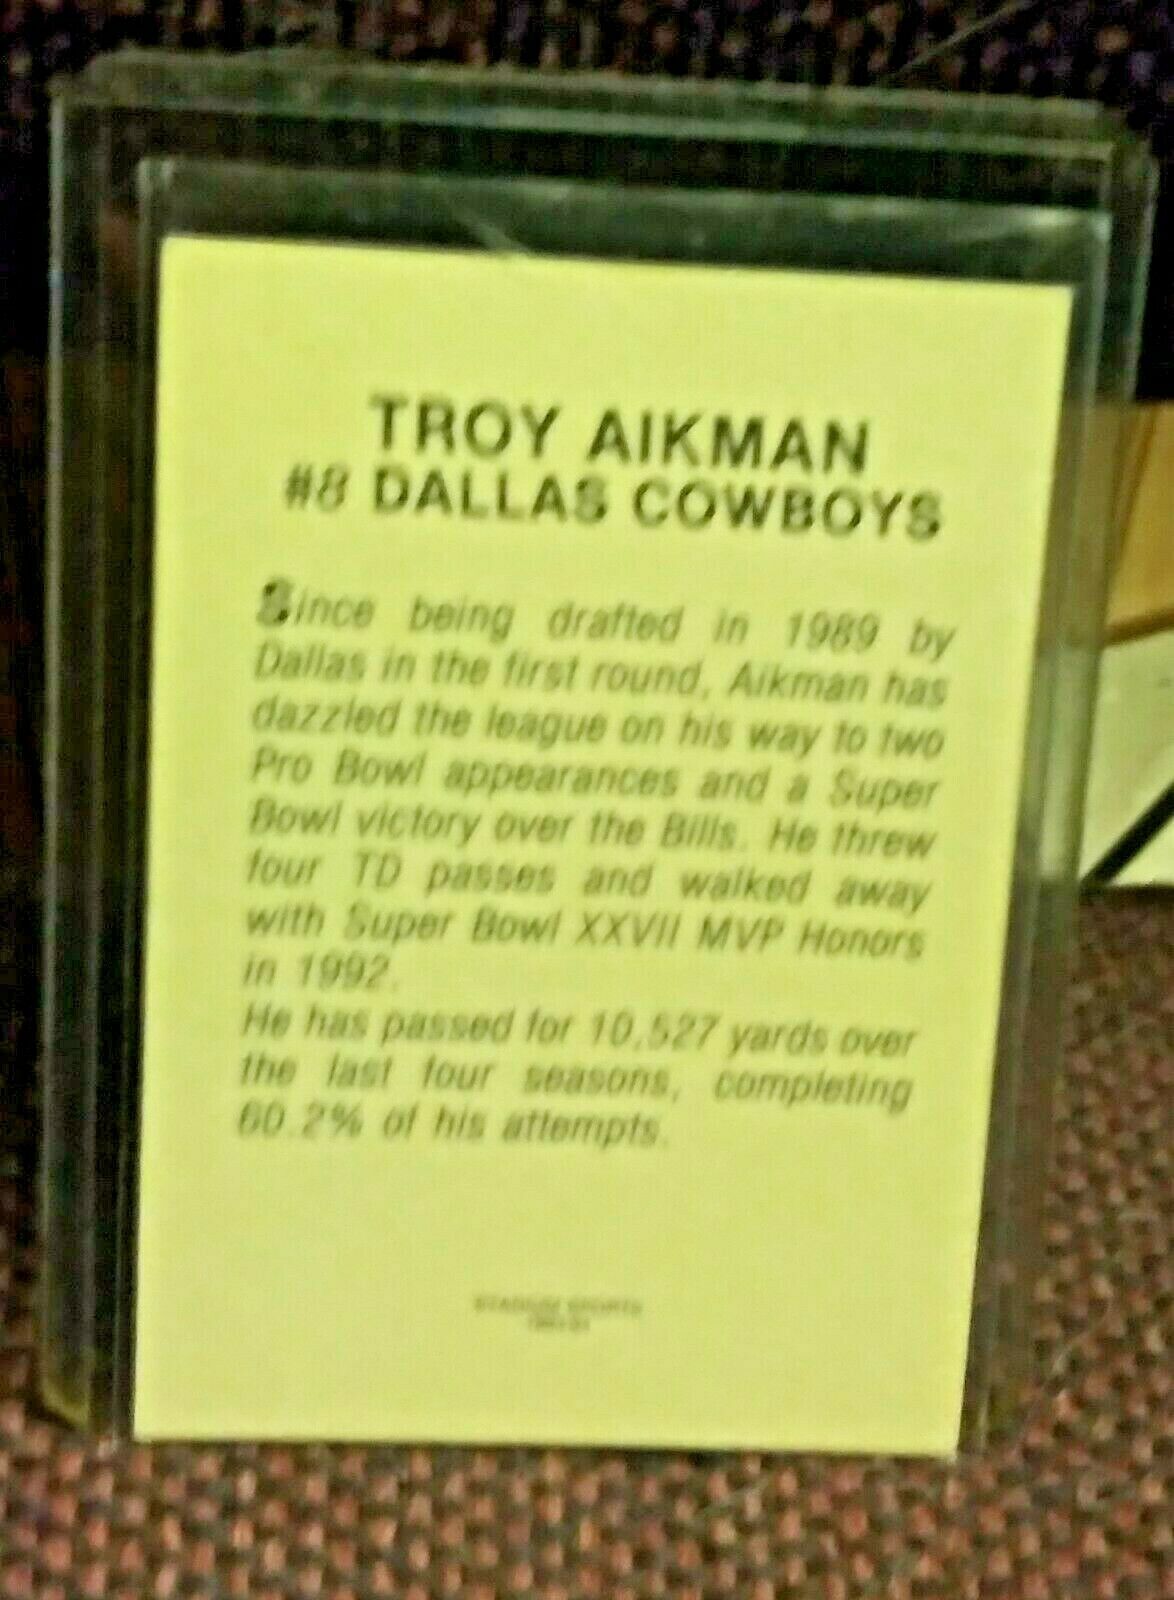 TROY AIKMAN
#8 DALLAS COWBOYS
Since being drafted in 1989 by
Dallas in the first round, Aikman has
dazzled the league on his way to two
Pro Bowl appearances and a Super
Bowl victory over the Bills. He threw
four TD passes and walked away
with Super Bowl XXVII MVP Honors
in 1992.
He has passed for 10,527 yards over
the last four seasons, completing
60.2% of his attempts.
STADIUM SPORTS